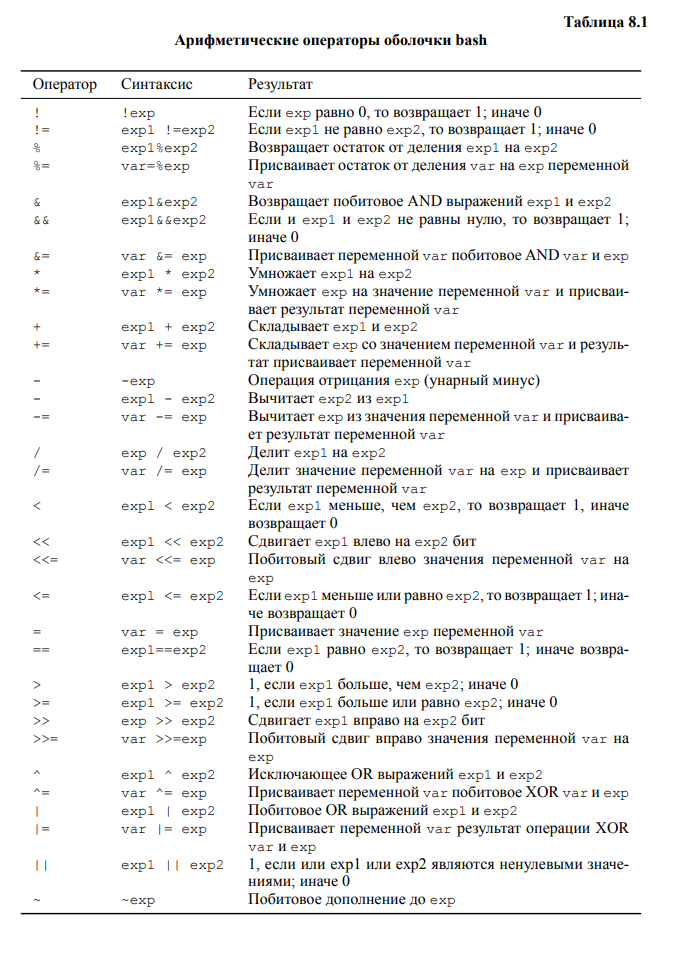 Таблица 8.1
Арифметические операторы оболочки bash
Оператор Синтаксис Результат
! !exp Если exp равно 0, то возвращает 1; иначе 0
!= exp1 !=exp2 Если exp1 не равно exp2, то возвращает 1; иначе 0
% exp1%exp2 Возвращает остаток от деления exp1 на exp2
%= var=%exp Присваивает остаток от деления var на exp переменной
var
& exp1&exp2 Возвращает побитовое AND выражений exp1 и exp2
&& exp1&&exp2 Если и exp1 и exp2 не равны нулю, то возвращает 1;
иначе 0
&= var &= exp Присваивает переменной var побитовое AND var и exp
* exp1 * exp2 Умножает exp1 на exp2
*= var *= exp Умножает exp на значение переменной var и присваи-
вает результат переменной var
+ exp1 + exp2 Складывает exp1 и exp2
+= var += exp Складывает exp со значением переменной var и резуль-
тат присваивает переменной var
- -exp Операция отрицания exp (унарный минус)
- expl - exp2 Вычитает exp2 из exp1
-= var -= exp Вычитает exp из значения переменной var и присваива-
ет результат переменной var
/ exp / exp2 Делит exp1 на exp2
/= var /= exp Делит значение переменной var на exp и присваивает
результат переменной var
< expl < exp2 Если exp1 меньше, чем exp2, то возвращает 1, иначе
возвращает 0
<< exp1 << exp2 Сдвигает exp1 влево на exp2 бит
<<= var <<= exp Побитовый сдвиг влево значения переменной var на
exp
<= expl <= exp2 Если exp1 меньше или равно exp2, то возвращает 1; ина-
че возвращает 0
= var = exp Присваивает значение exp переменной var
== exp1==exp2 Если exp1 равно exp2, то возвращает 1; иначе возвра-
щает 0
> exp1 > exp2 1, если exp1 больше, чем exp2; иначе 0
>= exp1 >= exp2 1, если exp1 больше или равно exp2; иначе 0
>> exp >> exp2 Сдвигает exp1 вправо на exp2 бит
>>= var >>=exp Побитовый сдвиг вправо значения переменной var на
exp
^ exp1 ^ exp2 Исключающее OR выражений exp1 и exp2
^= var ^= exp Присваивает переменной var побитовое XOR var и exp
| exp1 | exp2 Побитовое OR выражений exp1 и exp2
|= var |= exp Присваивает переменной var результат операции XOR
var и exp
|| exp1 || exp2 1, если или exp1 или exp2 являются ненулевыми значе-
ниями; иначе 0
~ ~exp Побитовое дополнение до exp